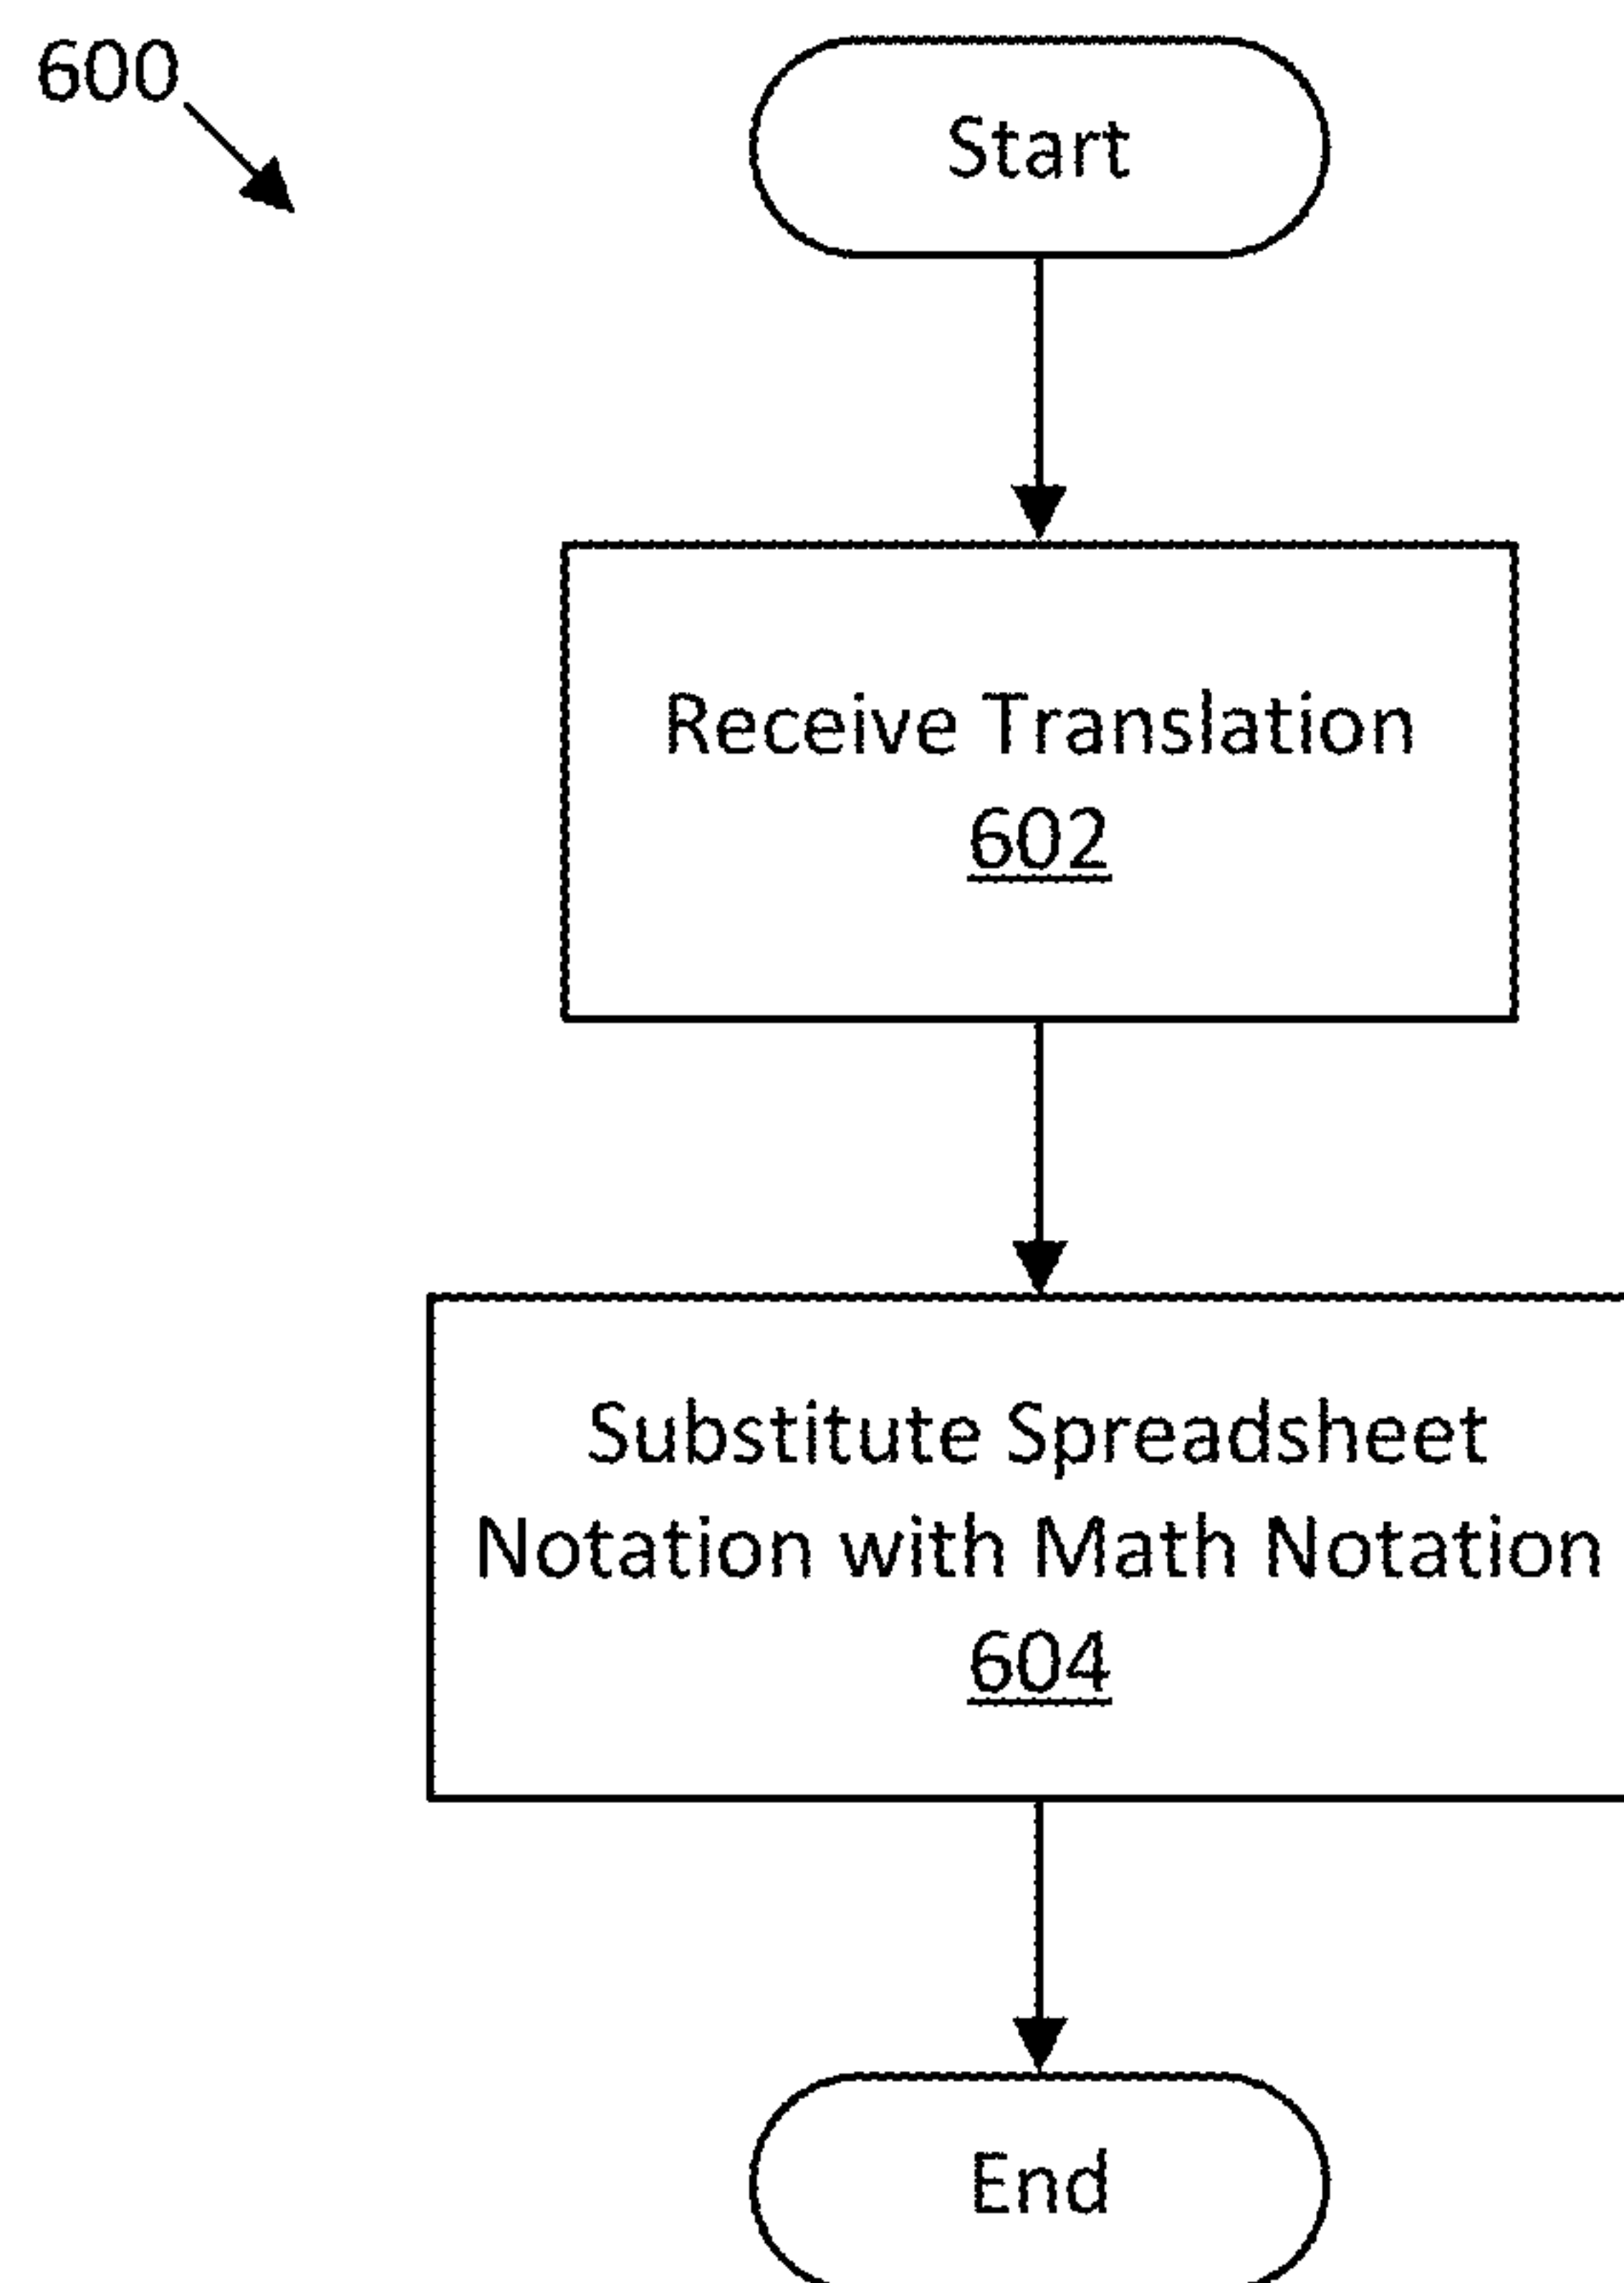 600
Start
Receive Translation
602
Substitute Spreadsheet
Notation with Math Notation
604
End